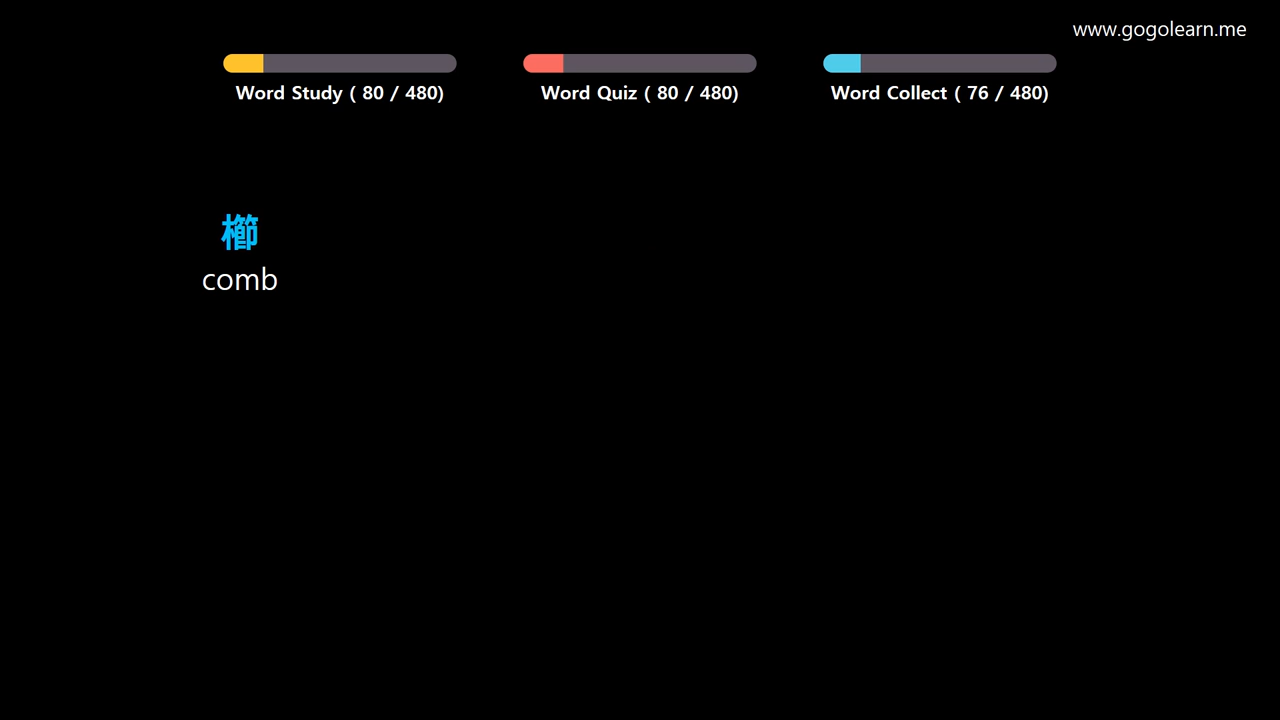 www.gogolearn.me
Word Study ( 80 / 480)
Word Quiz ( 80 / 480)
Word Collect ( 76 / 480)
櫛
comb